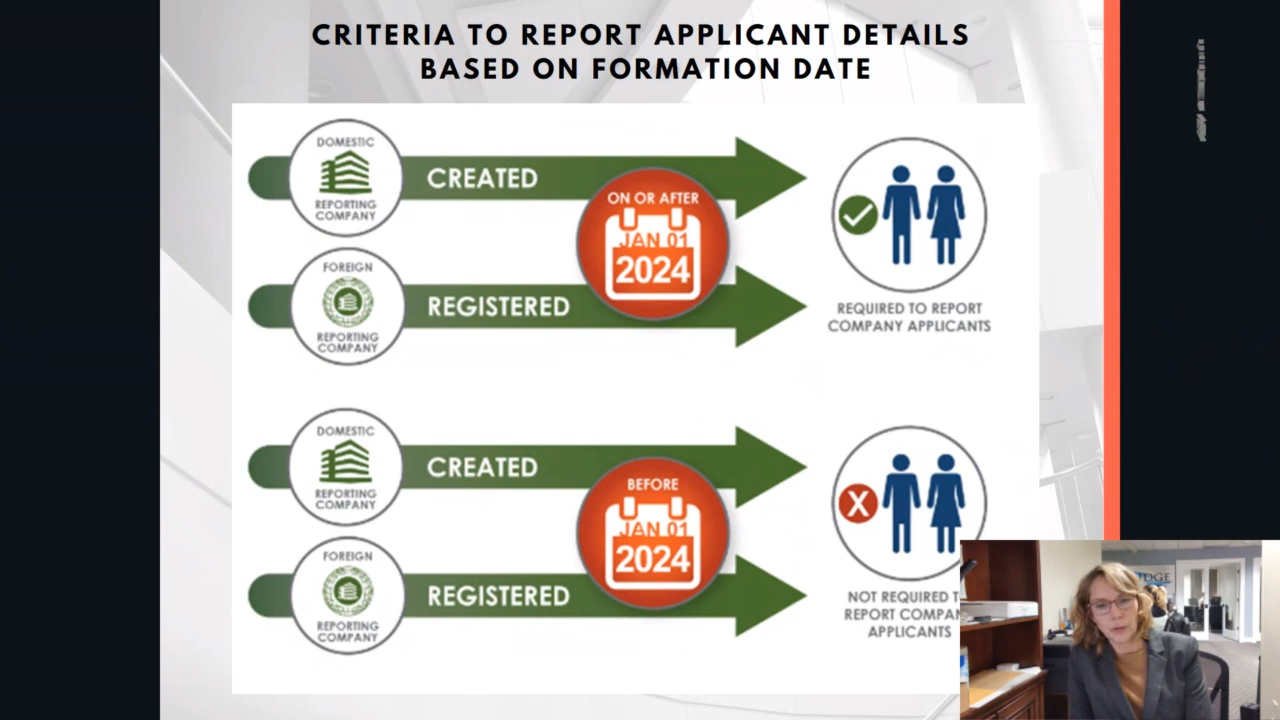 CRITERIA TO REPORT APPLICANT DETAILS
BASED ON FORMATION DATE
DOMESTIC
REPORTING
COMPANY
CREATED
ON OR AFTER
JAN 01
2024
FOREIGN
REPORTING
COMPANY
REGISTERED
REQUIRED TO REPORT
COMPANY APPLICANTS
DOMESTIC
REPORTING
COMPANY
CREATED
BEFORE
JAN 01
2024
X
FOREIGN
REPORTING
COMPANY
REGISTERED
NOT REQUIRED T
REPORT COMPAN
APPLICANTS
DGE